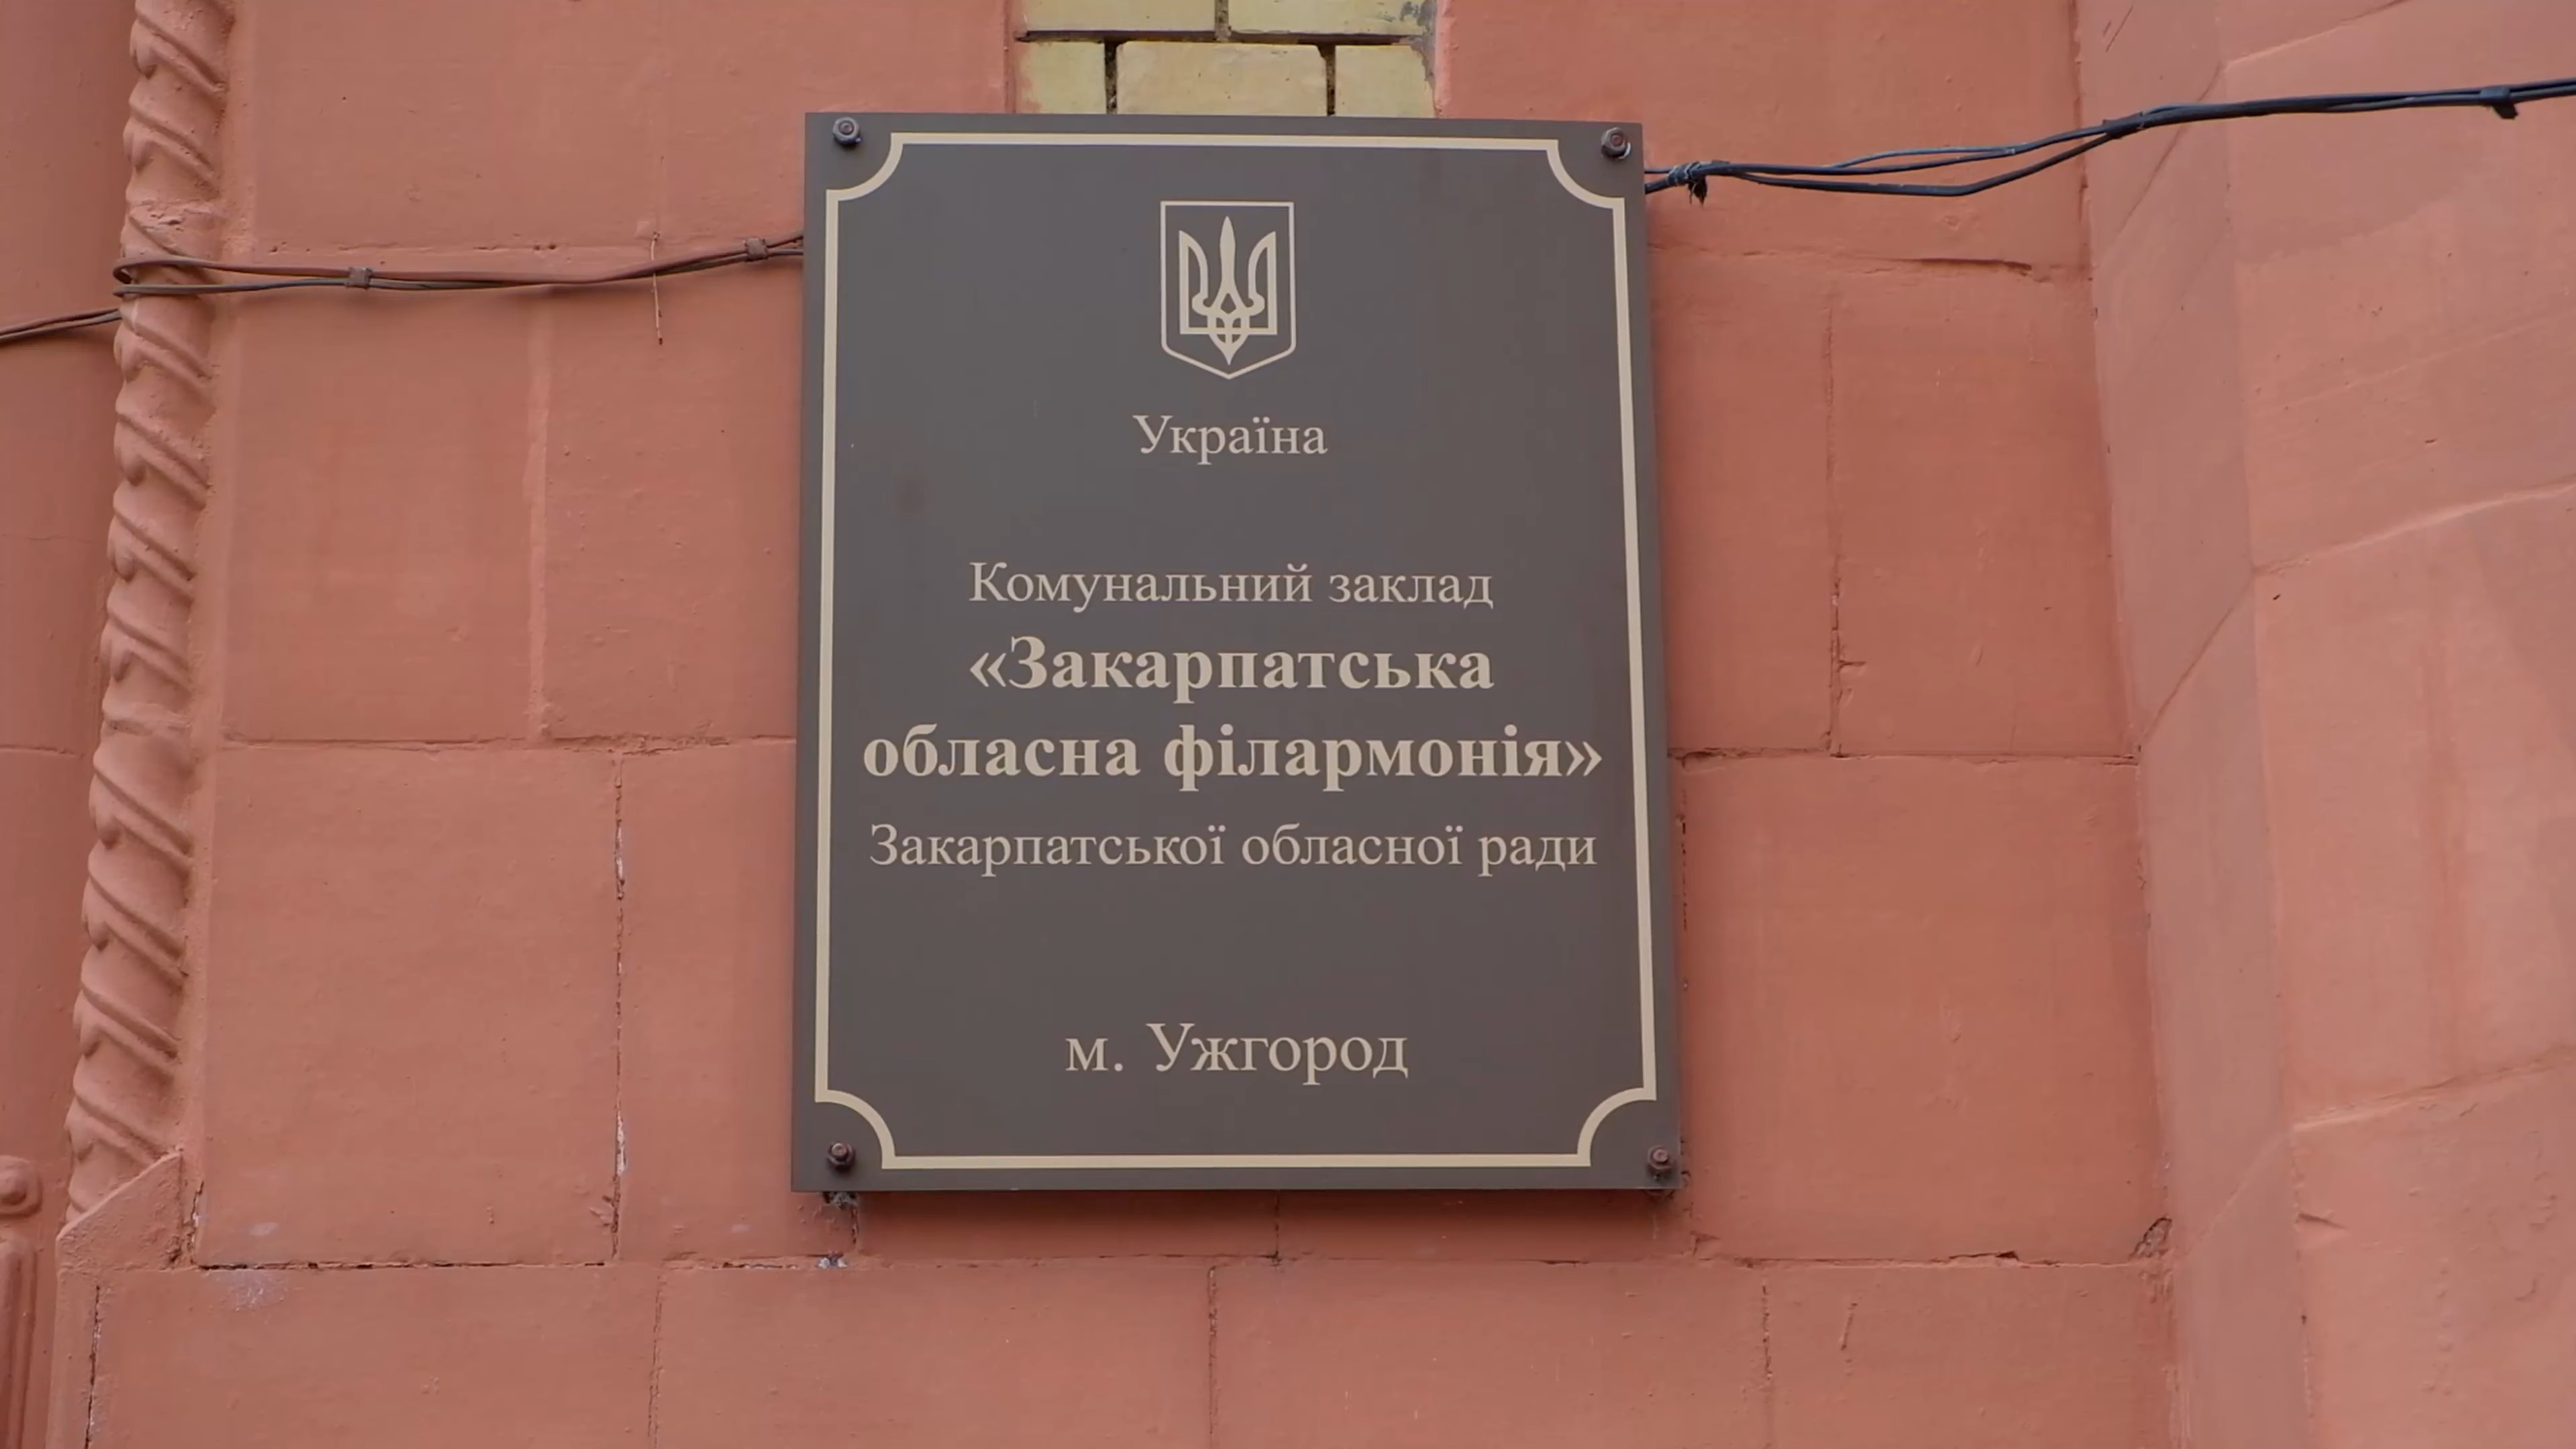 Україна
Комунальний заклад
«Закарпатська
обласна філармонія»
Закарпатської обласної ради
м. Ужгород